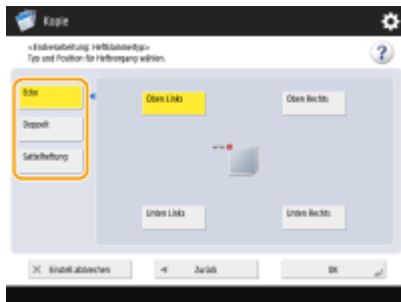 Kopie
<Endverarbeitung: Heftklammertyp>
Typ und Position für Heftvorgang wählen.
?
Ecke
Oben Links
Oben Rechts
Doppelt
Sattelheftung
Unten Links
Unten Rechts
Einstell. abbrechen
Zurück
OK